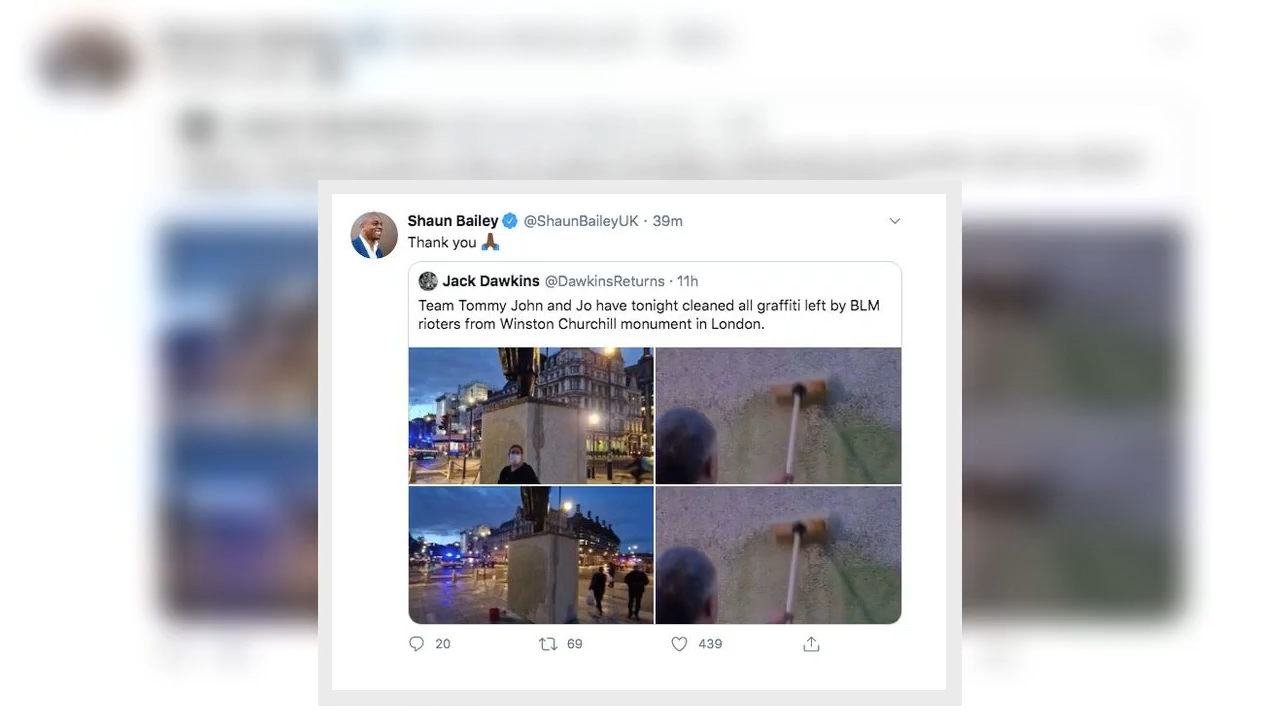 Shaun Bailey @ShaunBaileyUK · 39m
Thank you 🙏🏾
Jack Dawkins @DawkinsReturns · 11h
Team Tommy John and Jo have tonight cleaned all graffiti left by BLM
rioters from Winston Churchill monument in London.
20 69 439